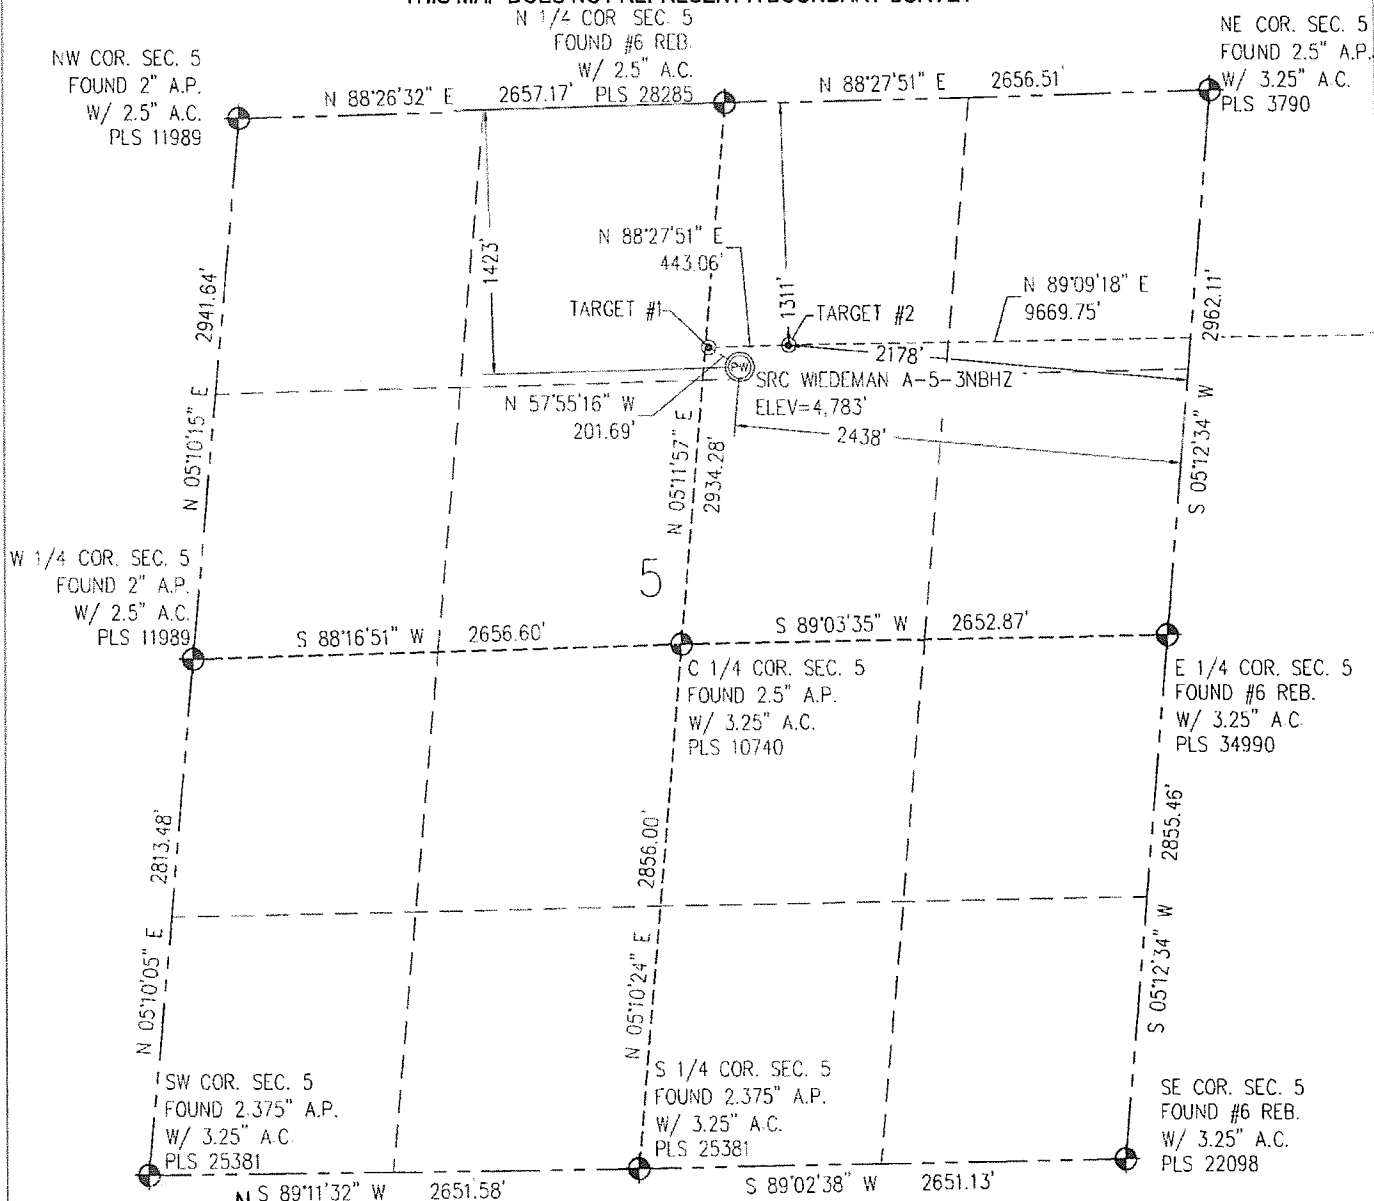 THIS MAP DOES NOT REPRESENT A BOUNDARY SURVEY
N 1/4 COR SEC. 5
FOUND #6 REB.
W/ 2.5" A.C.
PLS 28285
NW COR. SEC. 5
FOUND 2" A.P.
W/ 2.5" A.C.
PLS 11989
NE COR. SEC. 5
FOUND 2.5" A.P.
W/ 3.25" A.C.
PLS 3790
N 88°26'32" E 2657.17'
N 88°27'51" E 2656.51'
2941.64'
N 05°10'15" E
1423'
N 88°27'51" E
443.06'
1311'
TARGET #1
TARGET #2
N 89°09'18" E
9669.75'
2962.11'
S 05°12'34" W
2178'
SRC WIEDEMAN A-5-3NBHZ
ELEV=4,783'
N 57°55'16" W
201.69'
2438'
N 05°11'57" E
2934.28'
5
W 1/4 COR. SEC. 5
FOUND 2" A.P.
W/ 2.5" A.C.
PLS 11989
S 88°16'51" W 2656.60'
S 89°03'35" W 2652.87'
C 1/4 COR. SEC. 5
FOUND 2.5" A.P.
W/ 3.25" A.C.
PLS 10740
E 1/4 COR. SEC. 5
FOUND #6 REB.
W/ 3.25" A.C.
PLS 34990
2813.48'
N 05°10'05" E
2856.00'
N 05°10'24" E
2855.46'
S 05°12'34" W
SW COR. SEC. 5
FOUND 2.375" A.P.
W/ 3.25" A.C.
PLS 25381
S 1/4 COR. SEC. 5
FOUND 2.375" A.P.
W/ 3.25" A.C.
PLS 25381
SE COR. SEC. 5
FOUND #6 REB.
W/ 3.25" A.C.
PLS 22098
N
S 89°11'32" W 2651.58'
S 89°02'38" W 2651.13'